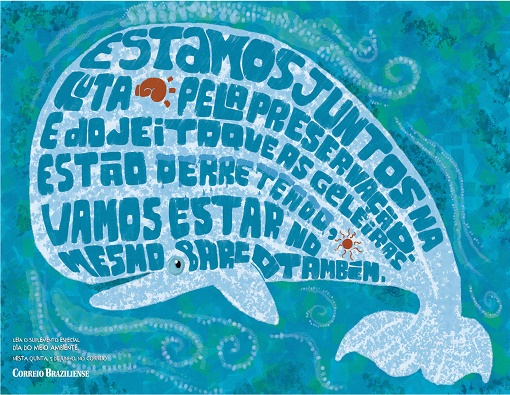 ESTAMOS JUNTOS NA
LUTA PELA PRESERVAÇÃO.
E DO JEITO QUE AS GELEIRAS
ESTÃO DERRETENDO,
VAMOS ESTAR NO
MESMO BARCO TAMBÉM.
LEIA O SUPLEMENTO ESPECIAL
DIA DO MEIO AMBIENTE.
NESTA QUINTA, 5 DE JUNHO, NO CORREIO
CORREIO BRAZILIENSE